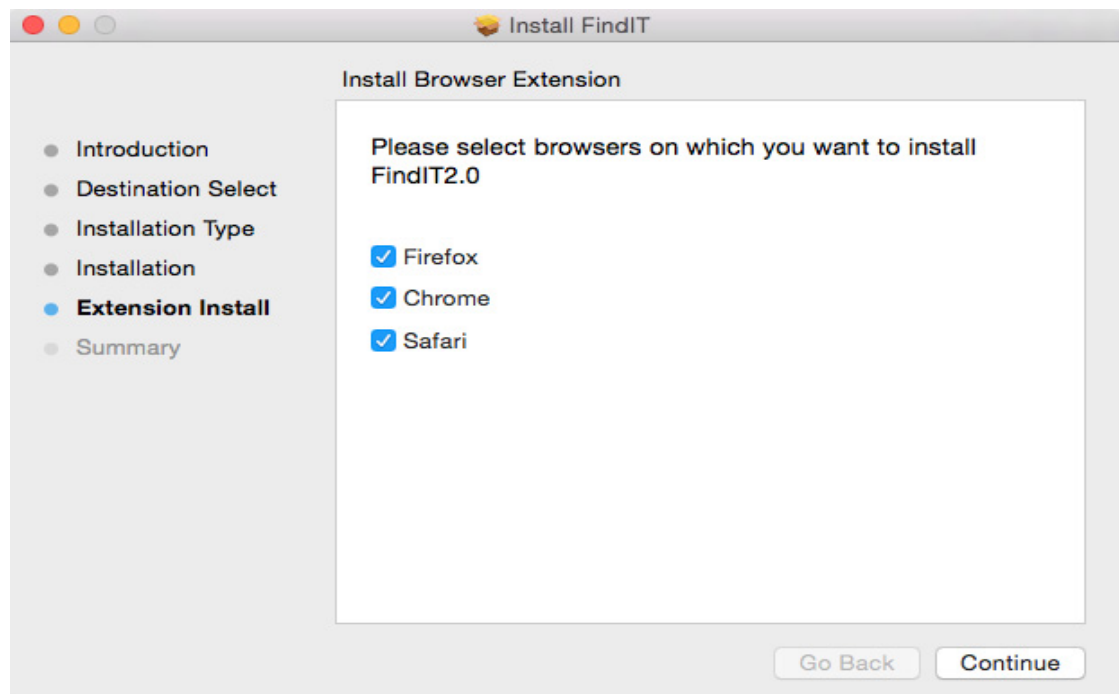 Install FindIT
Install Browser Extension
Introduction
Destination Select
Installation Type
Installation
Extension Install
Summary
Please select browsers on which you want to install
FindIT2.0
Firefox
Chrome
Safari
Go Back
Continue